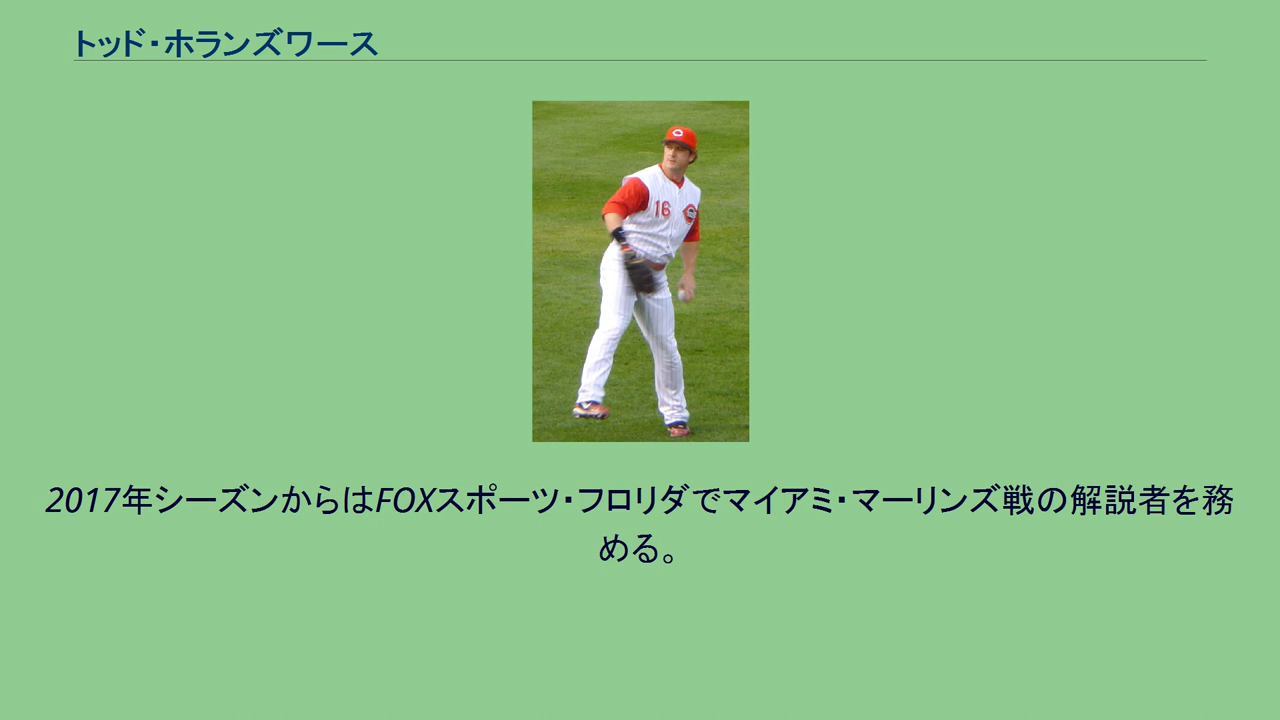 トッド・ホランズワース
16
2017年シーズンからはFOXスポーツ・フロリダでマイアミ・マーリンズ戦の解説者を務
める。